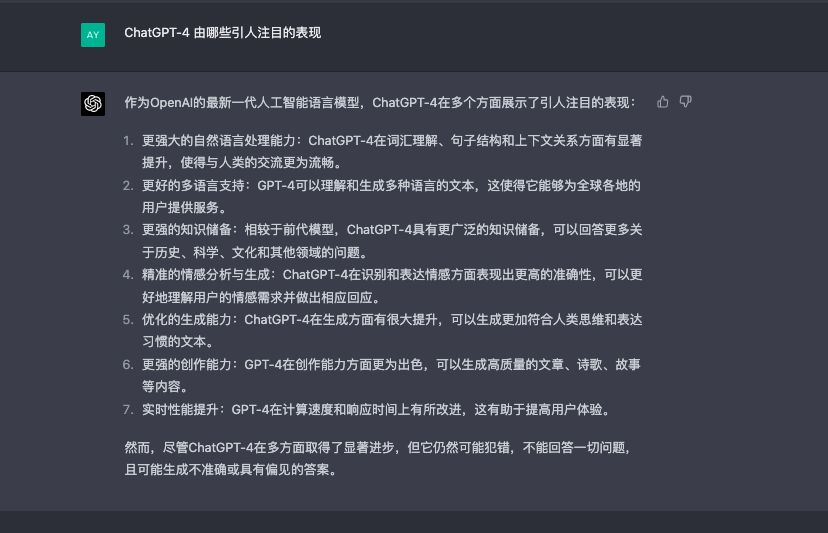 AY
ChatGPT-4 由哪些引人注目的表现
作为OpenAI的最新一代人工智能语言模型，ChatGPT-4在多个方面展示了引人注目的表现：
1. 更强大的自然语言处理能力：ChatGPT-4在词汇理解、句子结构和上下文关系方面有显著
提升，使得与人类的交流更为流畅。
2. 更好的多语言支持：GPT-4可以理解和生成多种语言的文本，这使得它能够为全球各地的
用户提供服务。
3. 更强的知识储备：相较于前代模型，ChatGPT-4具有更广泛的知识储备，可以回答更多关
于历史、科学、文化和其他领域的问题。
4. 精准的情感分析与生成：ChatGPT-4在识别和表达情感方面表现出更高的准确性，可以更
好地理解用户的情感需求并做出相应回应。
5. 优化的生成能力：ChatGPT-4在生成方面有很大提升，可以生成更加符合人类思维和表达
习惯的文本。
6. 更强的创作能力：GPT-4在创作能力方面更为出色，可以生成高质量的文章、诗歌、故事
等内容。
7. 实时性能提升：GPT-4在计算速度和响应时间上有所改进，这有助于提高用户体验。
然而，尽管ChatGPT-4在多方面取得了显著进步，但它仍然可能犯错，不能回答一切问题，
且可能生成不准确或具有偏见的答案。